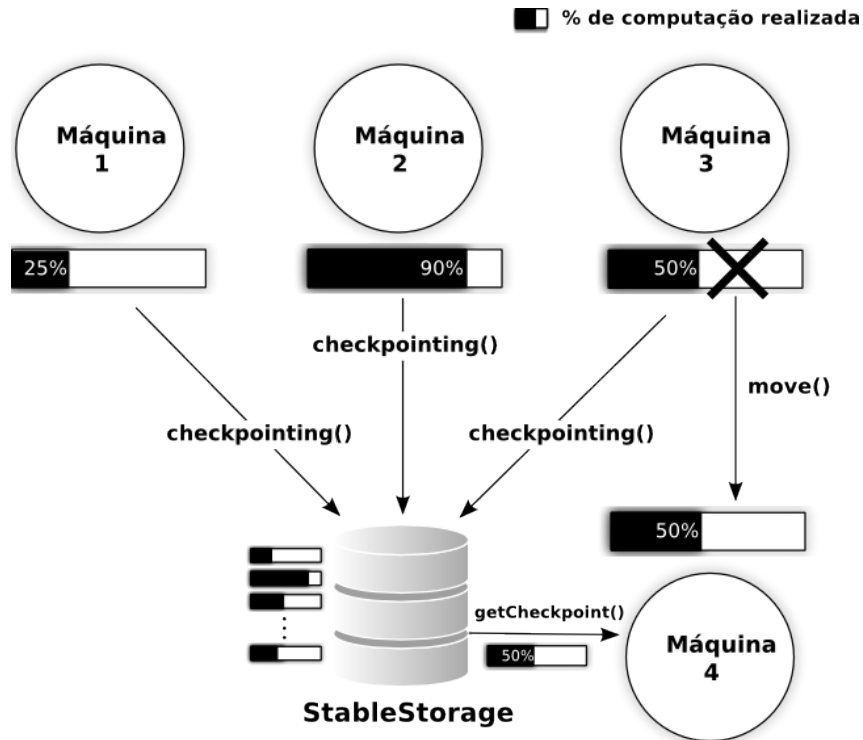 % de computação realizada
Máquina
1
Máquina
2
Máquina
3
25%
90%
50%
checkpointing()
move()
checkpointing()
checkpointing()
50%
getCheckpoint()
50%
Máquina
4
StableStorage